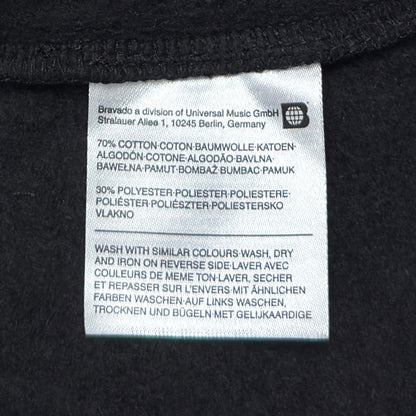 Bravado a division of Universal Music GmbH
Stralauer Allee 1, 10245 Berlin, Germany
70% COTTON·COTON·BAUMWOLLE·KATOEN·
ALGODÓN·COTONE·ALGODÃO·BAVLNA·
BAWEŁNA·PAMUT·BOMBAŽ·BUMBAC·PAMUK
30% POLYESTER·POLIESTER·POLIESTERE·
POLIÉSTER·POLIÉSZTER·POLIESTERSKO
VLAKNO
WASH WITH SIMILAR COLOURS·WASH, DRY
AND IRON ON REVERSE SIDE·LAVER AVEC
COULEURS DE MEME TON·LAVER, SECHER
ET REPASSER SUR L'ENVERS·MIT ÄHNLICHEN
FARBEN WASCHEN·AUF LINKS WASCHEN,
TROCKNEN UND BÜGELN·MET GELIJKAARDIGE